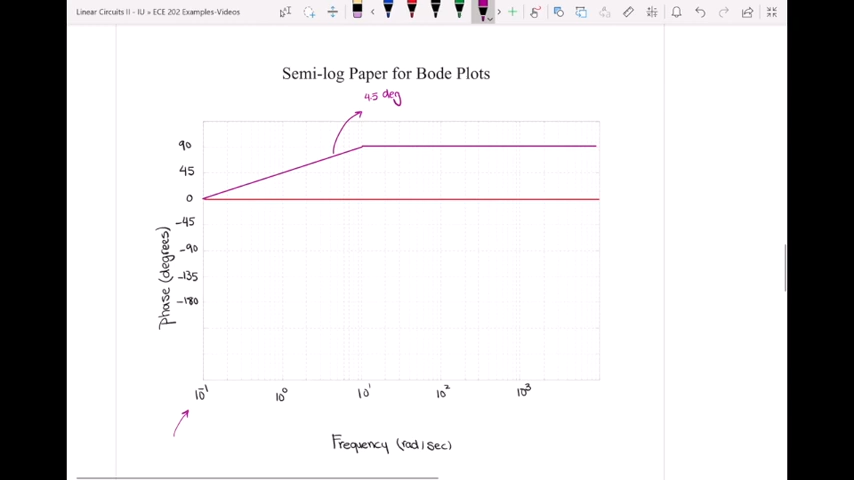 Linear Circuits II - IU » ECE 202 Examples-Videos
Semi-log Paper for Bode Plots
45 deg
90
45
0
-45
-90
-135
-180
Phase (degrees)
10^-1 10^0 10^1 10^2 10^3
Frequency (rad/sec)